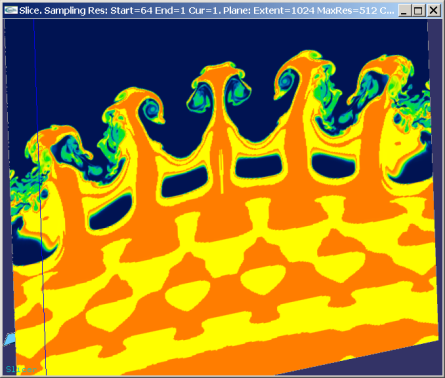 Slice. Sampling Res: Start=64 End=1 Cur=1. Plane: Extent=1024 MaxRes=512 C...